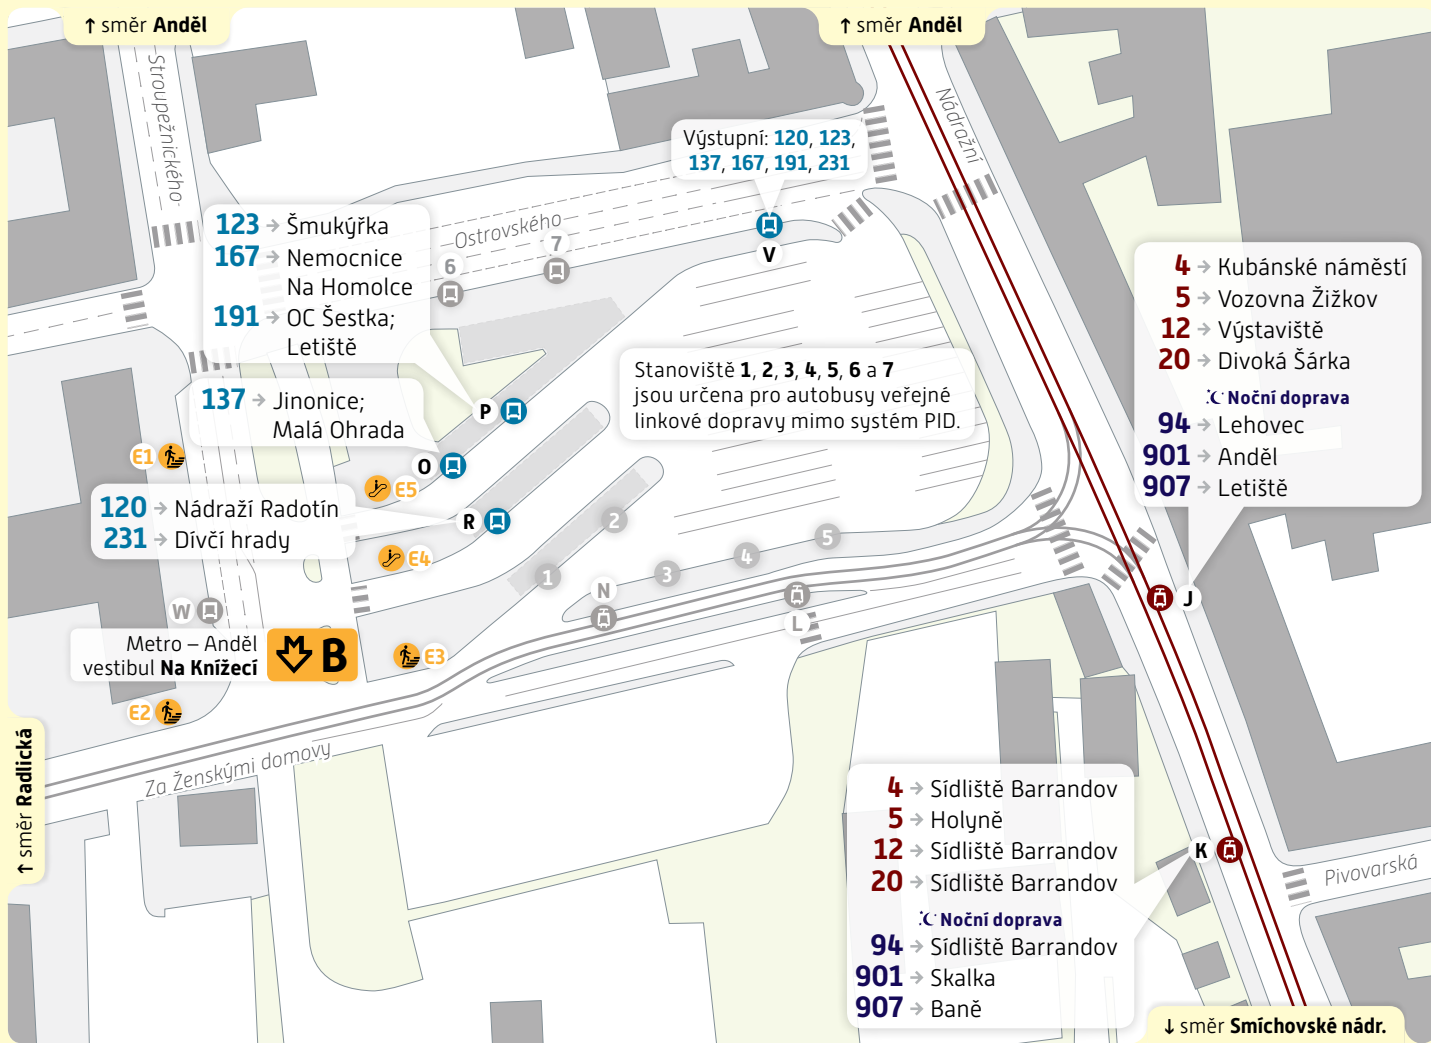 ↑ směr Anděl
↑ směr Anděl
Stroupežnického
Nádražní
Výstupní: 120, 123,
137, 167, 191, 231
V
Ostrovského
6
7
123 → Šmukýřka
167 → Nemocnice
Na Homolce
191 → OC Šestka;
Letiště
P
137 → Jinonice;
Malá Ohrada
O
Stanoviště 1, 2, 3, 4, 5, 6 a 7
jsou určena pro autobusy veřejné
linkové dopravy mimo systém PID.
4 → Kubánské náměstí
5 → Vozovna Žižkov
12 → Výstaviště
20 → Divoká Šárka
Noční doprava
94 → Lehovec
901 → Anděl
907 → Letiště
J
E1
E5
120 → Nádraží Radotín
231 → Dívčí hrady
R
E4
1
2
3
4
5
N
L
W
Metro – Anděl
vestibul Na Knížecí
B
E3
E2
Za Ženskými domovy
↑ směr Radlická
4 → Sídliště Barrandov
5 → Holyně
12 → Sídliště Barrandov
20 → Sídliště Barrandov
Noční doprava
94 → Sídliště Barrandov
901 → Skalka
907 → Baně
K
Pivovarská
↓ směr Smíchovské nádr.